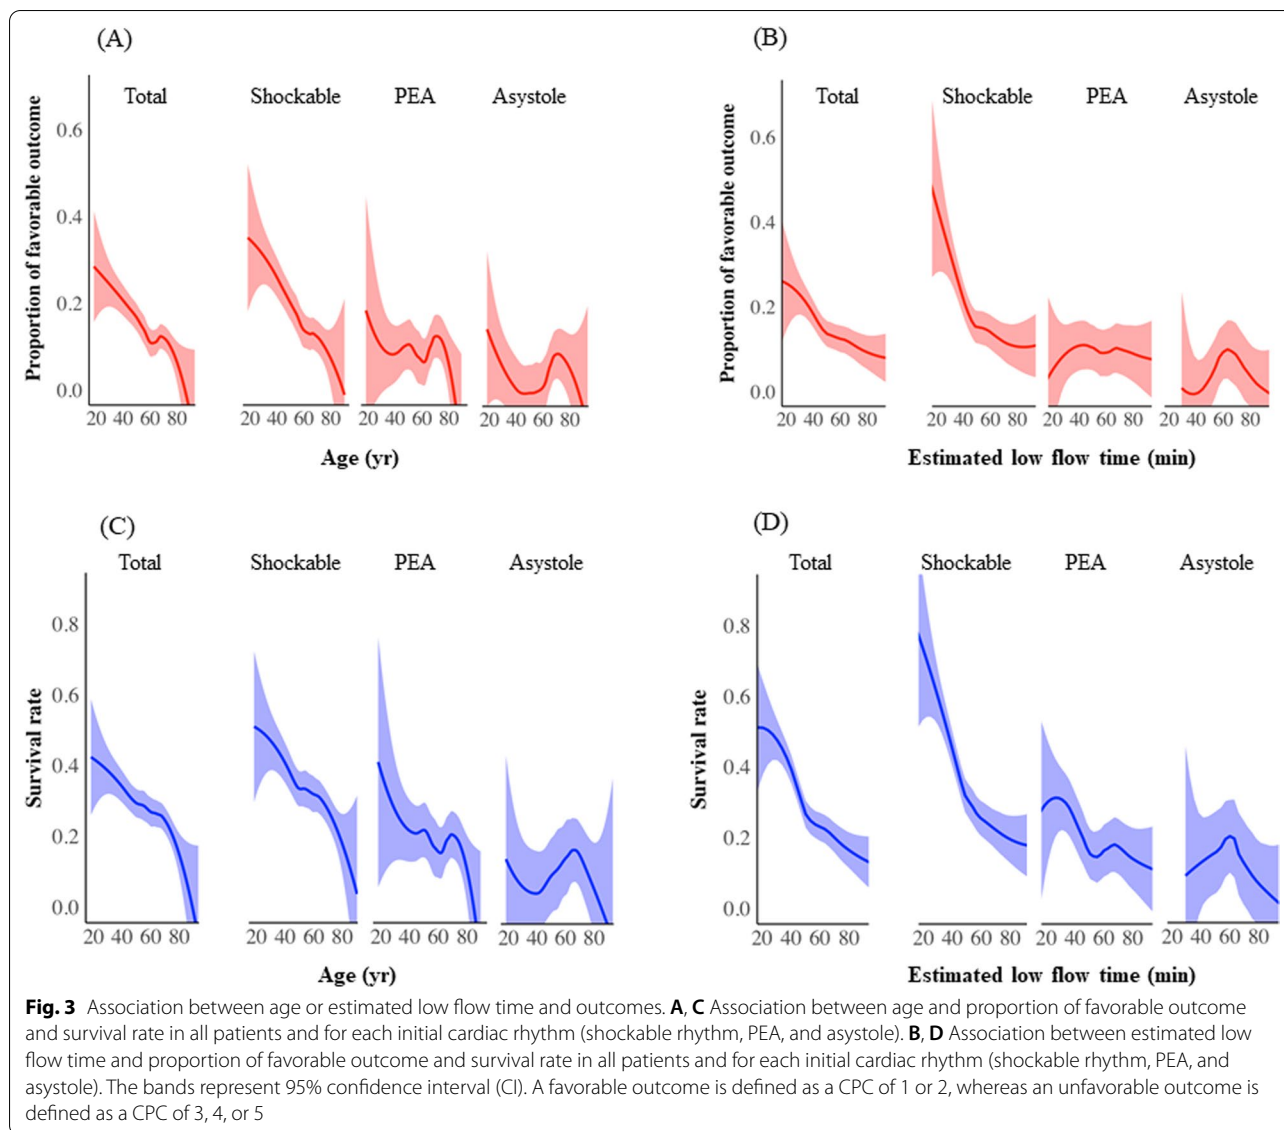 (A)
Total Shockable PEA Asystole
Proportion of favorable outcome
0.6
0.4
0.2
0.0
20 40 60 80 20 40 60 80 20 40 60 80 20 40 60 80
Age (yr)
(B)
Total Shockable PEA Asystole
Proportion of favorable outcome
0.6
0.4
0.2
0.0
20 40 60 80 20 40 60 80 20 40 60 80 20 40 60 80
Estimated low flow time (min)
(C)
Total Shockable PEA Asystole
Survival rate
0.8
0.6
0.4
0.2
0.0
20 40 60 80 20 40 60 80 20 40 60 80 20 40 60 80
Age (yr)
(D)
Total Shockable PEA Asystole
Survival rate
0.8
0.6
0.4
0.2
0.0
20 40 60 80 20 40 60 80 20 40 60 80 20 40 60 80
Estimated low flow time (min)
Fig. 3 Association between age or estimated low flow time and outcomes. A, C Association between age and proportion of favorable outcome
and survival rate in all patients and for each initial cardiac rhythm (shockable rhythm, PEA, and asystole). B, D Association between estimated low
flow time and proportion of favorable outcome and survival rate in all patients and for each initial cardiac rhythm (shockable rhythm, PEA, and
asystole). The bands represent 95% confidence interval (CI). A favorable outcome is defined as a CPC of 1 or 2, whereas an unfavorable outcome is
defined as a CPC of 3, 4, or 5